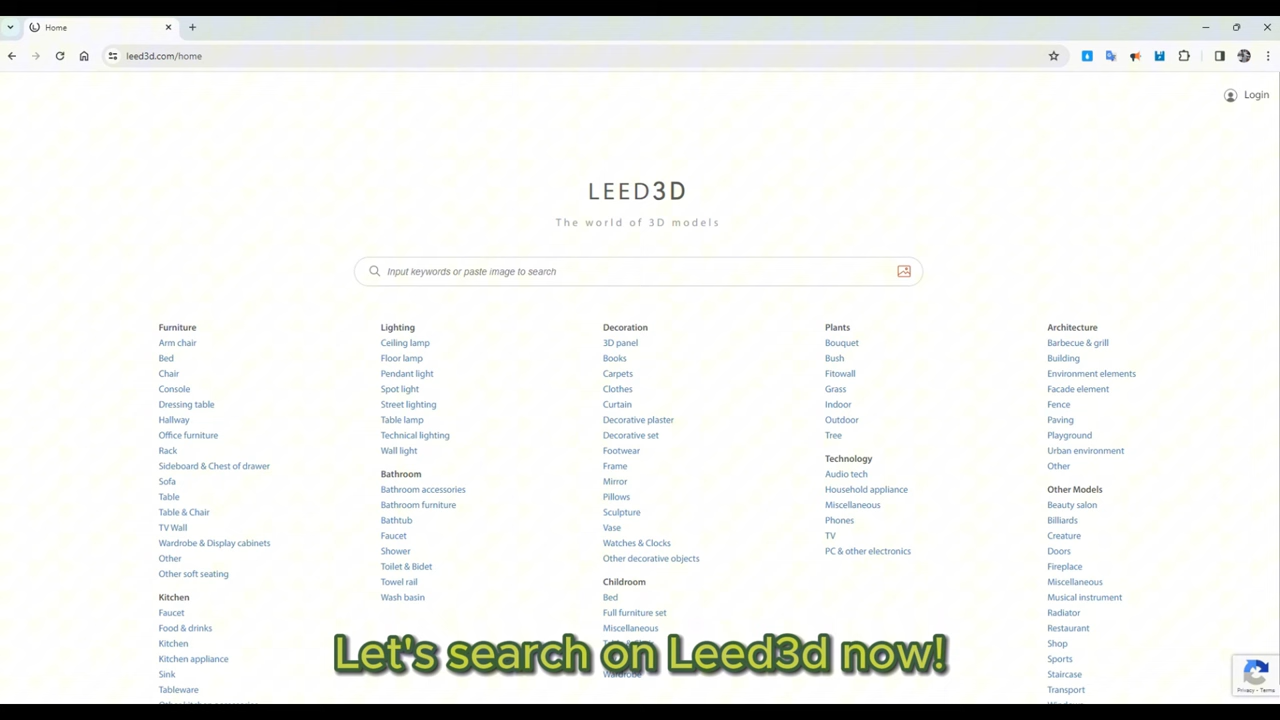 Home
leed3d.com/home
Login
LEED3D
The world of 3D models
Input keywords or paste image to search
Furniture
Arm chair
Bed
Chair
Console
Dressing table
Hallway
Office furniture
Rack
Sideboard & Chest of drawer
Sofa
Table
Table & Chair
TV Wall
Wardrobe & Display cabinets
Other
Other soft seating
Kitchen
Faucet
Food & drinks
Kitchen
Kitchen appliance
Sink
Tableware
Lighting
Ceiling lamp
Floor lamp
Pendant light
Spot light
Street lighting
Table lamp
Technical lighting
Wall light
Bathroom
Bathroom accessories
Bathroom furniture
Bathtub
Faucet
Shower
Toilet & Bidet
Towel rail
Wash basin
Decoration
3D panel
Books
Carpets
Clothes
Curtain
Decorative plaster
Decorative set
Footwear
Frame
Mirror
Pillows
Sculpture
Vase
Watches & Clocks
Other decorative objects
Childroom
Bed
Full furniture set
Miscellaneous
Wardrobe
Plants
Bouquet
Bush
Fitowall
Grass
Indoor
Outdoor
Tree
Technology
Audio tech
Household appliance
Miscellaneous
Phones
TV
PC & other electronics
Architecture
Barbecue & grill
Building
Environment elements
Facade element
Fence
Paving
Playground
Urban environment
Other
Other Models
Beauty salon
Billiards
Creature
Doors
Fireplace
Miscellaneous
Musical instrument
Radiator
Restaurant
Shop
Sports
Staircase
Transport
Let's search on Leed3d now!
Privacy - Terms